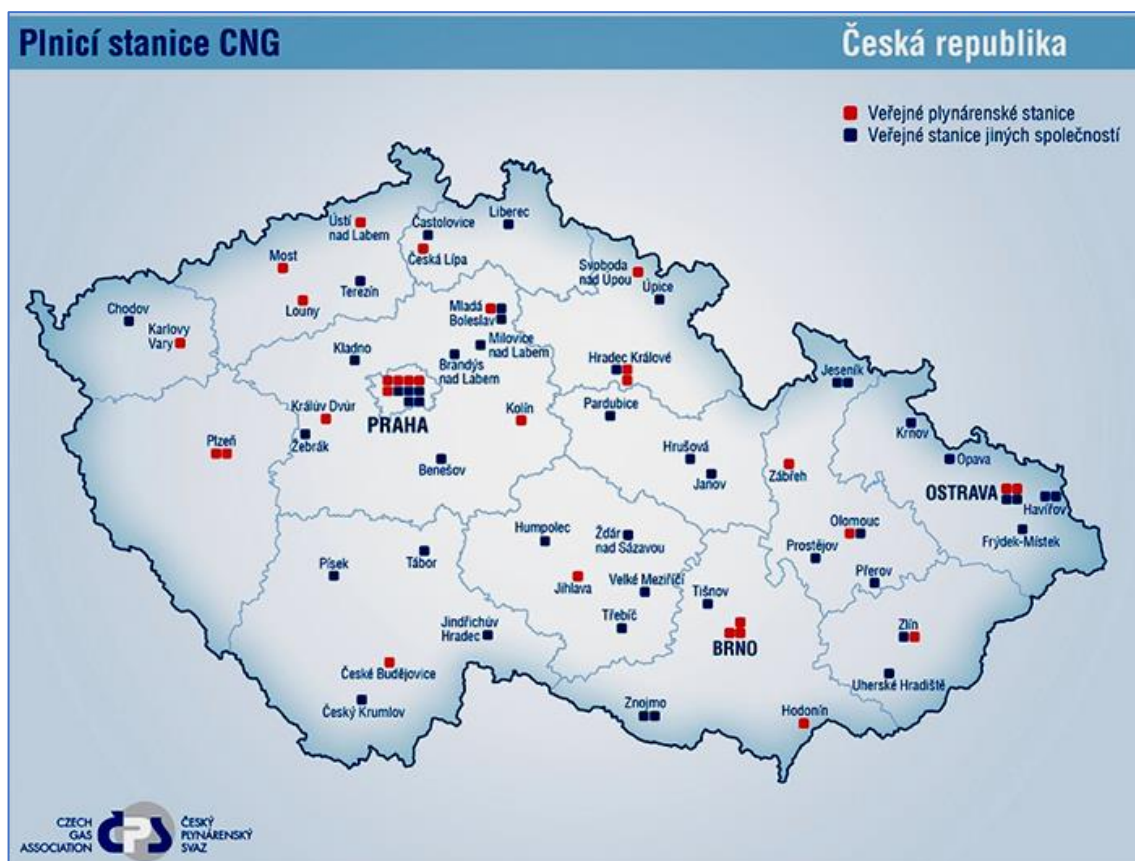 Plnicí stanice CNG
Česká republika
Veřejné plynárenské stanice
Veřejné stanice jiných společností
Ústí
nad Labem
Častolovice
Liberec
Most
Česká Lípa
Svoboda
nad Úpou
Úpice
Terezín
Louny
Chodov
Karlovy
Vary
Mladá
Boleslav
Milovice
nad Labem
Kladno
Brandýs
nad Labem
Hradec Králové
Jeseník
Králův Dvůr
Kolín
Pardubice
PRAHA
Krnov
Plzeň
Žebrák
Hrušová
Opava
Benešov
Janov
Zábřeh
OSTRAVA
Havířov
Humpolec
Žďár
nad Sázavou
Olomouc
Frýdek-Místek
Prostějov
Písek
Tábor
Přerov
Jihlava
Velké Meziříčí
Tišnov
Jindřichův
Hradec
Třebíč
BRNO
Zlín
České Budějovice
Uherské Hradiště
Český Krumlov
Znojmo
Hodonín
CZECH
GAS
ASSOCIATION
ČPS
ČESKÝ
PLYNÁRENSKÝ
SVAZ